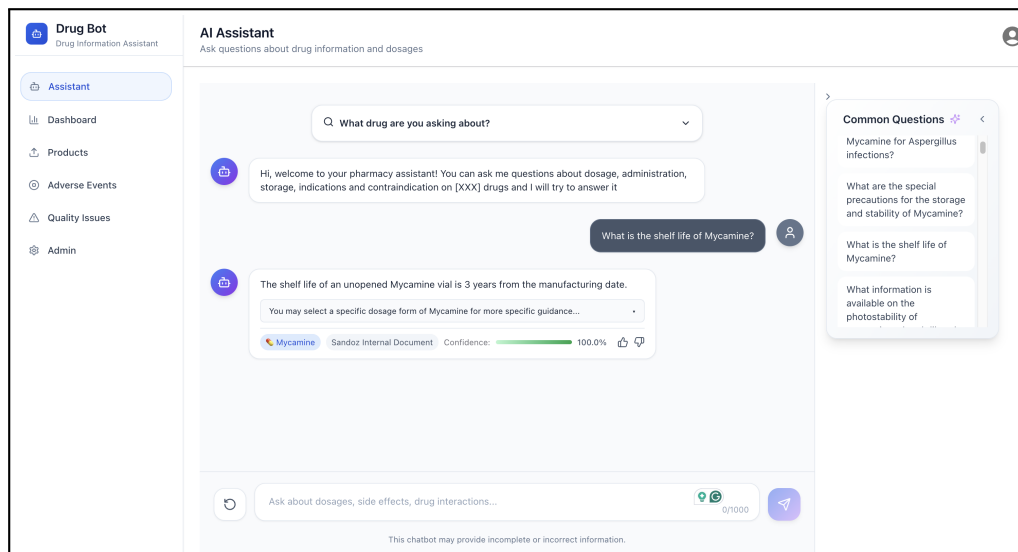 Drug Bot
Drug Information Assistant
Assistant
Dashboard
Products
Adverse Events
Quality Issues
Admin
AI Assistant
Ask questions about drug information and dosages
What drug are you asking about?
Hi, welcome to your pharmacy assistant! You can ask me questions about dosage, administration,
storage, indications and contraindication on [XXX] drugs and I will try to answer it
What is the shelf life of Mycamine?
The shelf life of an unopened Mycamine vial is 3 years from the manufacturing date.
You may select a specific dosage form of Mycamine for more specific guidance...
Mycamine Sandoz Internal Document Confidence: 100.0%
Ask about dosages, side effects, drug interactions...
0/1000
This chatbot may provide incomplete or incorrect information.
Common Questions
Mycamine for Aspergillus
infections?
What are the special
precautions for the storage
and stability of Mycamine?
What is the shelf life of
Mycamine?
What information is
available on the
photostability of